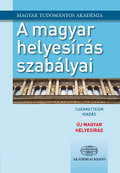 MAGYAR TUDOMÁNYOS AKADÉMIA
A magyar
helyesírás
szabályai
TIZENKETTEDIK
KIADÁS
ÚJ MAGYAR
HELYESÍRÁS
AKADÉMIAI KIADÓ